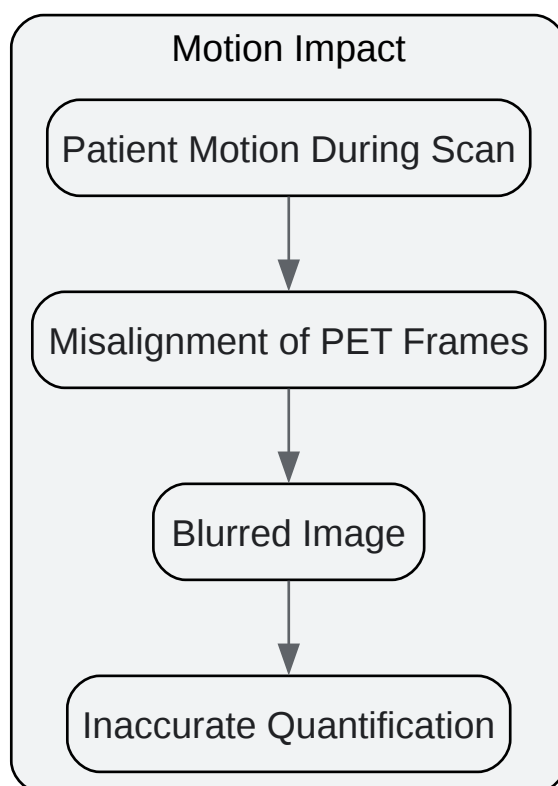 Motion Impact
Patient Motion During Scan
Misalignment of PET Frames
Blurred Image
Inaccurate Quantification